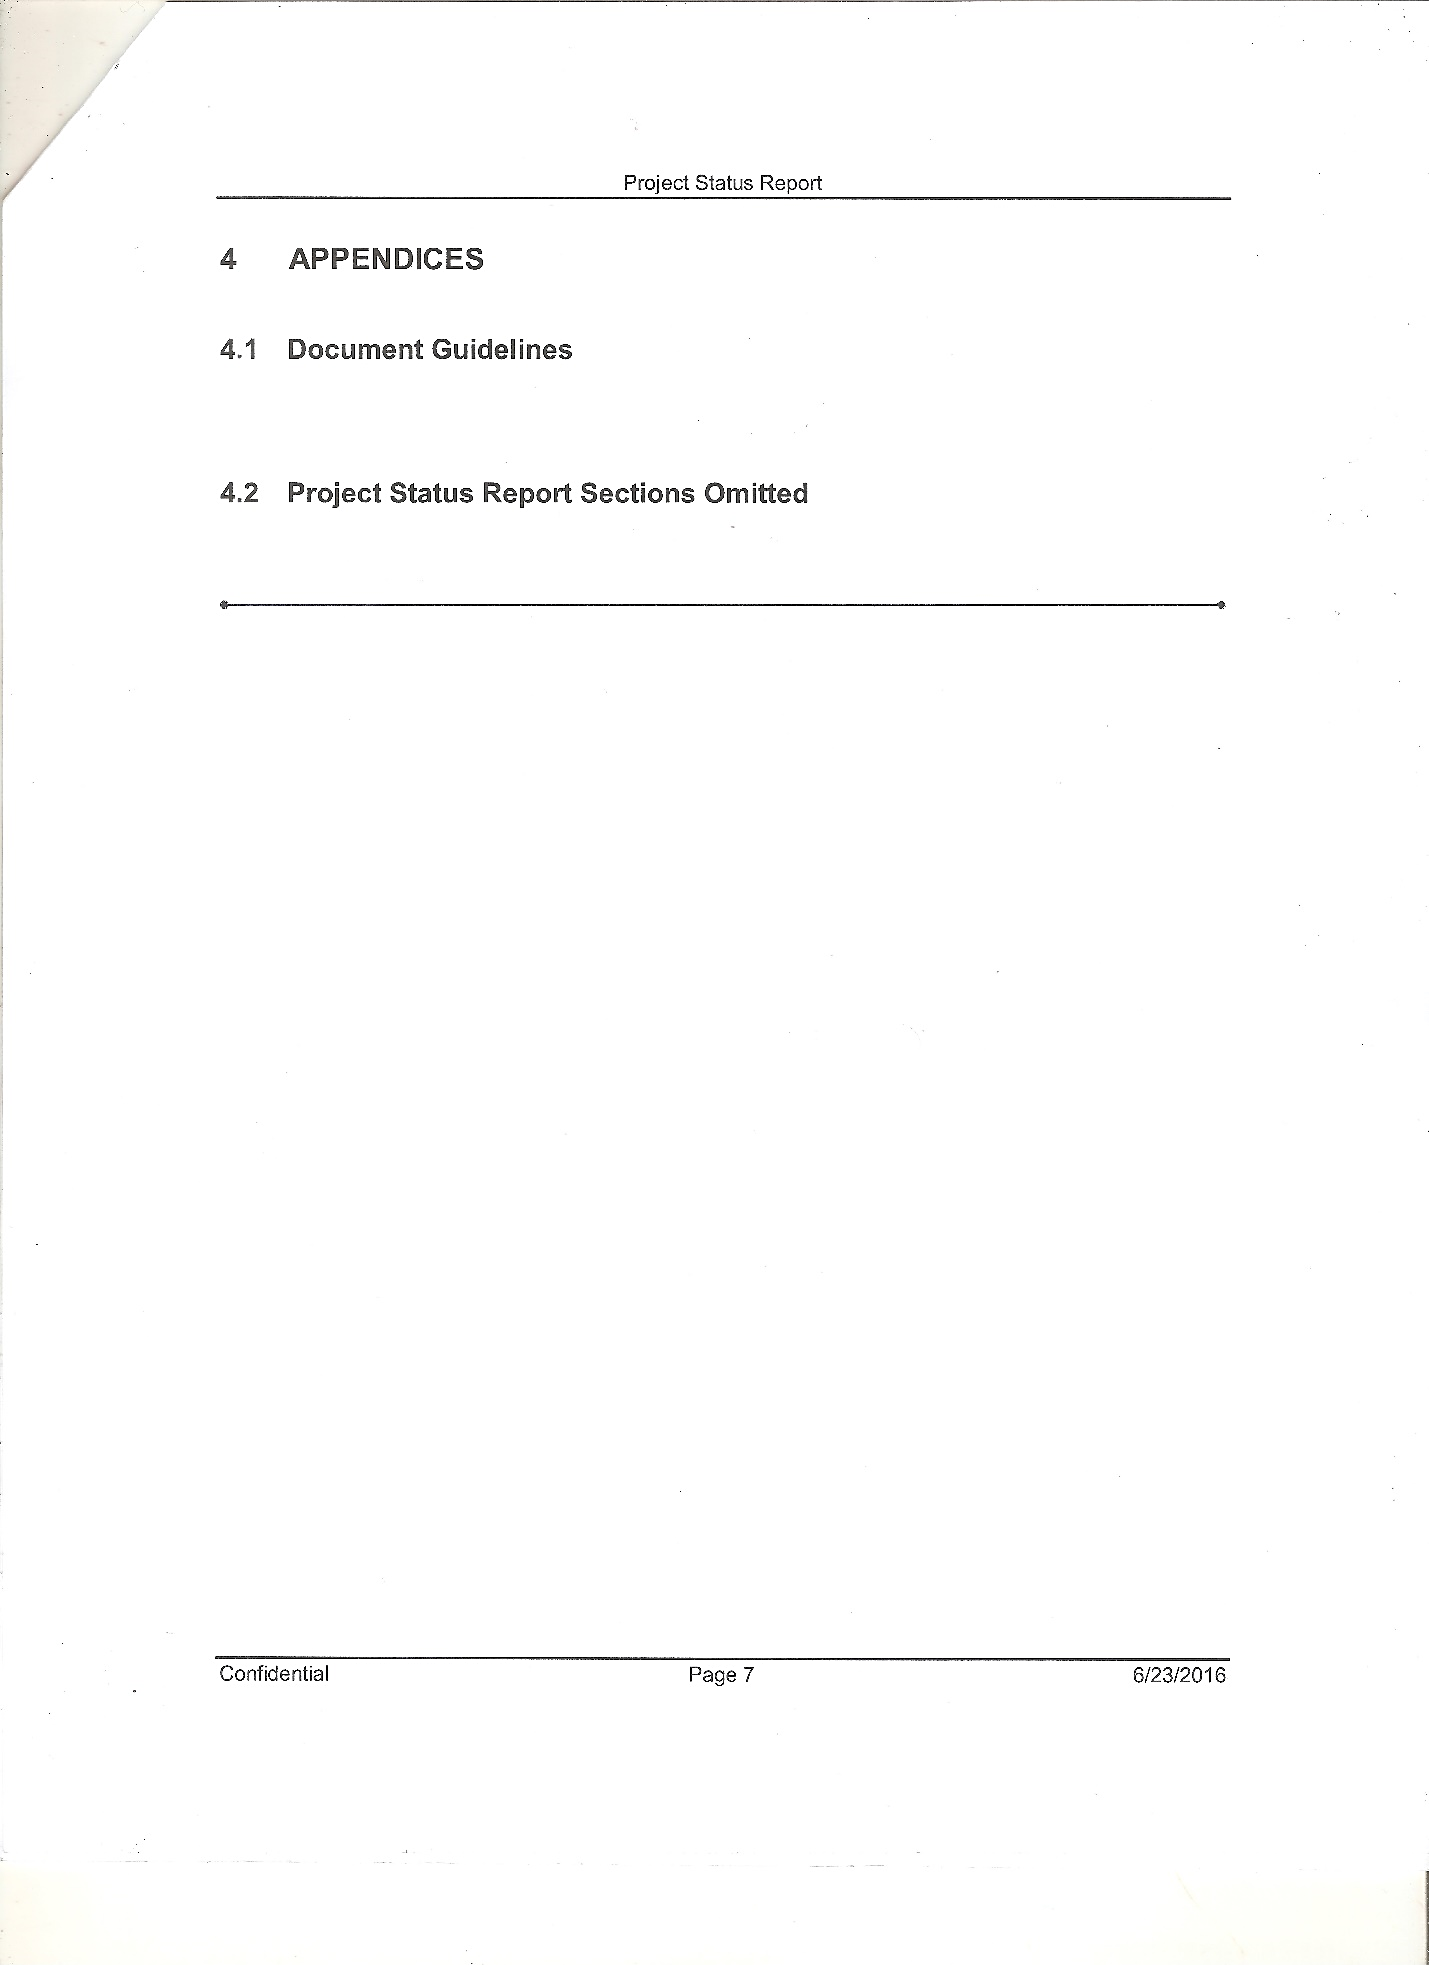 Project Status Report
4 APPENDICES
4.1 Document Guidelines
4.2 Project Status Report Sections Omitted
Confidential Page 7 6/23/2016